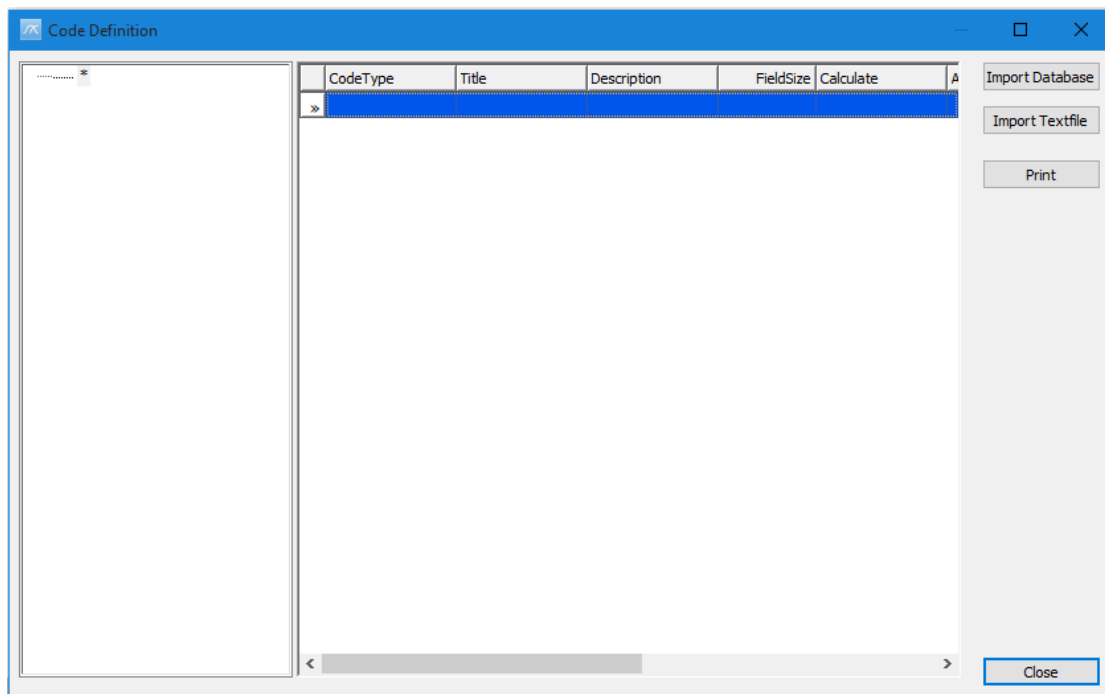 Code Definition
*
CodeType Title Description FieldSize Calculate A
»
Import Database
Import Textfile
Print
Close